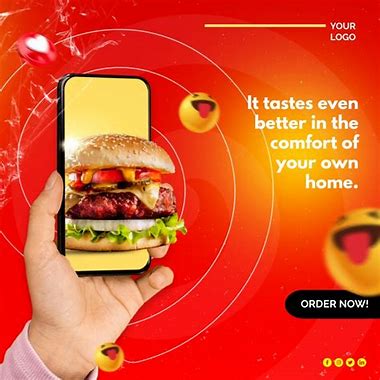 YOUR
LOGO
It tastes even
better in the
comfort of
your own
home.
ORDER NOW!